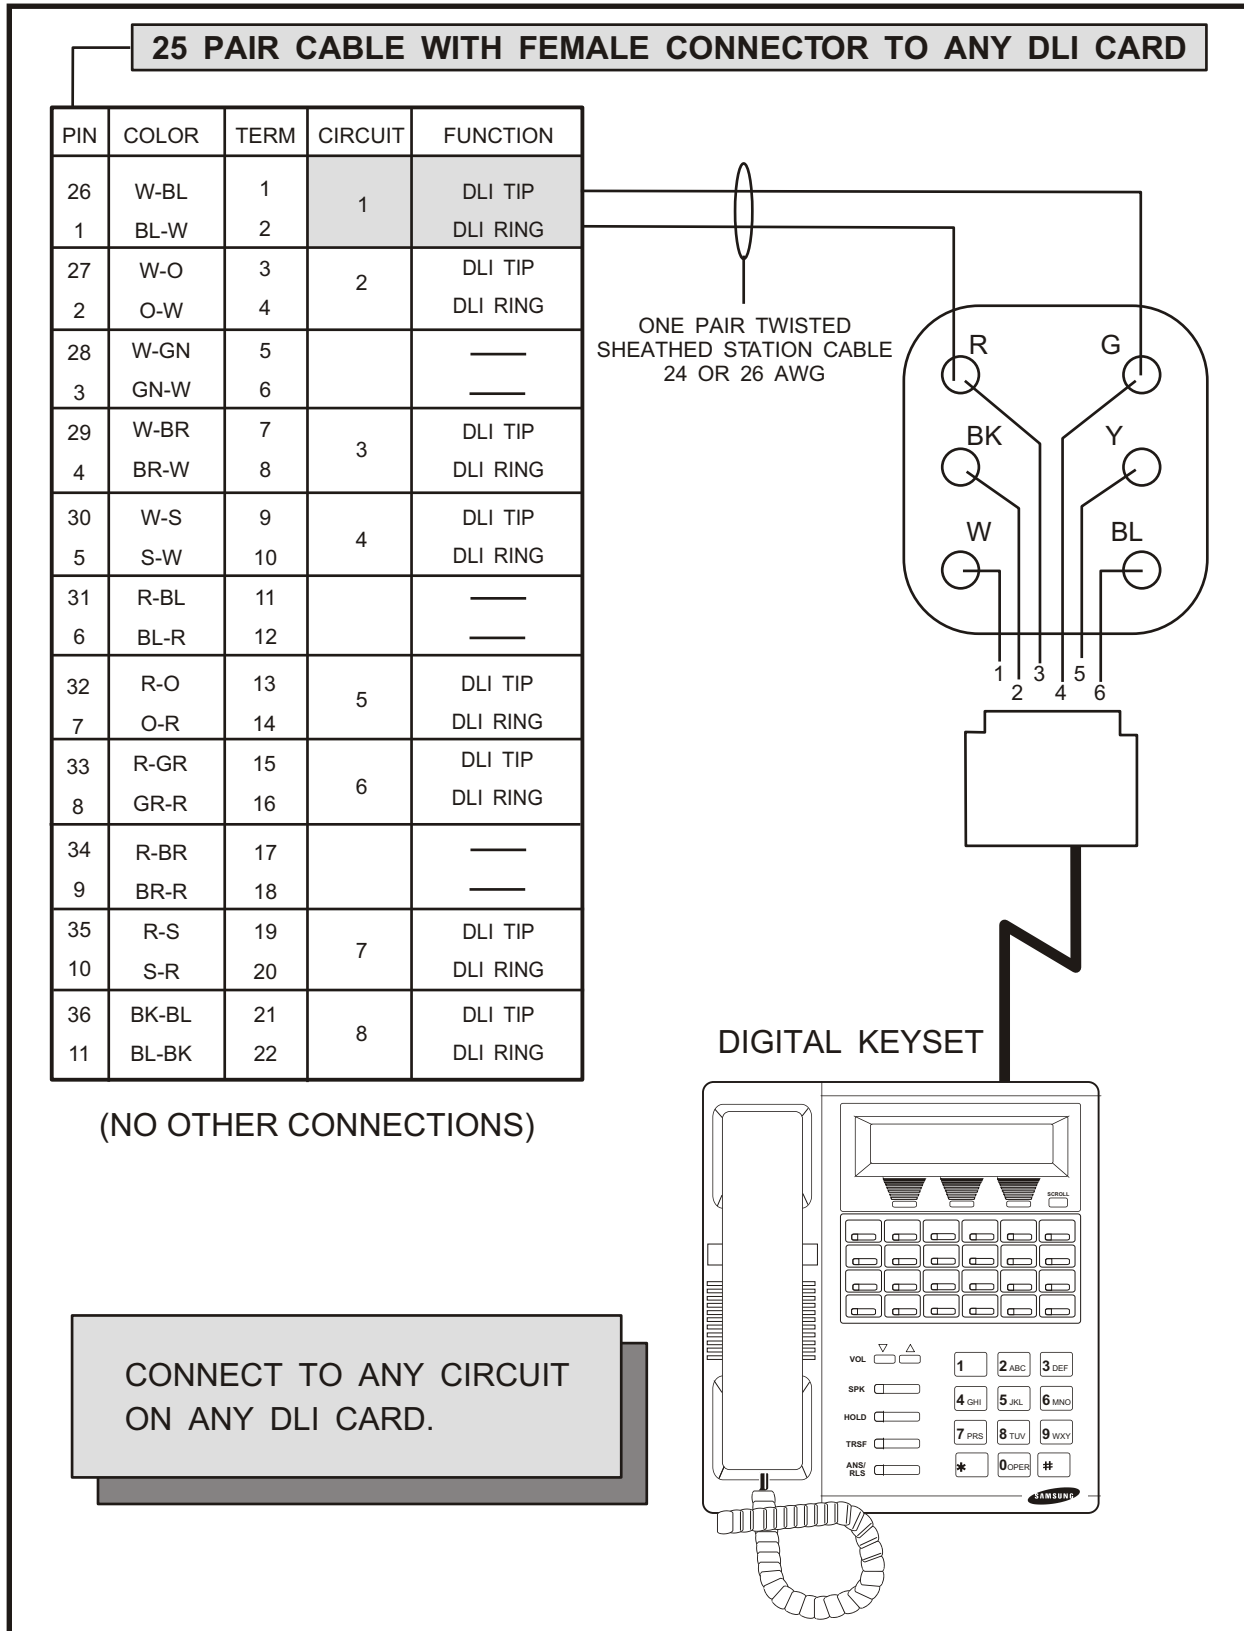 25 PAIR CABLE WITH FEMALE CONNECTOR TO ANY DLI CARD
PIN COLOR TERM CIRCUIT FUNCTION
26 W-BL 1 1 DLI TIP
1 BL-W 2 DLI RING
27 W-O 3 2 DLI TIP
2 O-W 4 DLI RING
28 W-GN 5
3 GN-W 6
29 W-BR 7 3 DLI TIP
4 BR-W 8 DLI RING
30 W-S 9 4 DLI TIP
5 S-W 10 DLI RING
31 R-BL 11
6 BL-R 12
32 R-O 13 5 DLI TIP
7 O-R 14 DLI RING
33 R-GR 15 6 DLI TIP
8 GR-R 16 DLI RING
34 R-BR 17
9 BR-R 18
35 R-S 19 7 DLI TIP
10 S-R 20 DLI RING
36 BK-BL 21 8 DLI TIP
11 BL-BK 22 DLI RING
(NO OTHER CONNECTIONS)
ONE PAIR TWISTED
SHEATHED STATION CABLE
24 OR 26 AWG
R G
BK Y
W BL
1 2 3 4 5 6
DIGITAL KEYSET
SCROLL
VOL
SPK
HOLD
TRSF
ANS/
RLS
1 2 ABC 3 DEF
4 GHI 5 JKL 6 MNO
7 PRS 8 TUV 9 WXY
* 0 OPER #
SAMSUNG
CONNECT TO ANY CIRCUIT
ON ANY DLI CARD.